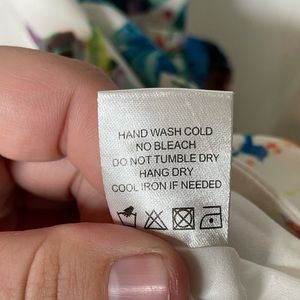 HAND WASH COLD
NO BLEACH
DO NOT TUMBLE DRY
HANG DRY
COOL IRON IF NEEDED